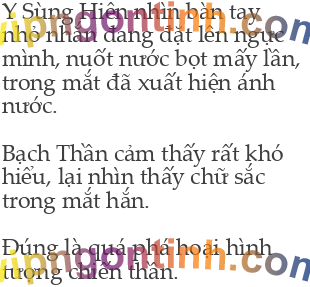 Y Sùng Hiên nhìn bàn tay
nhỏ nhắn đang đặt lên ngực
mình, nuốt nước bọt mấy lần,
trong mắt đã xuất hiện ánh
nước.
Bạch Thần cảm thấy rất khó
hiểu, lại nhìn thấy chữ sắc
trong mắt hắn.
Đúng là quá phá hoại hình
tượng chiến thần.
vipngontinh.com
vipngontinh.com